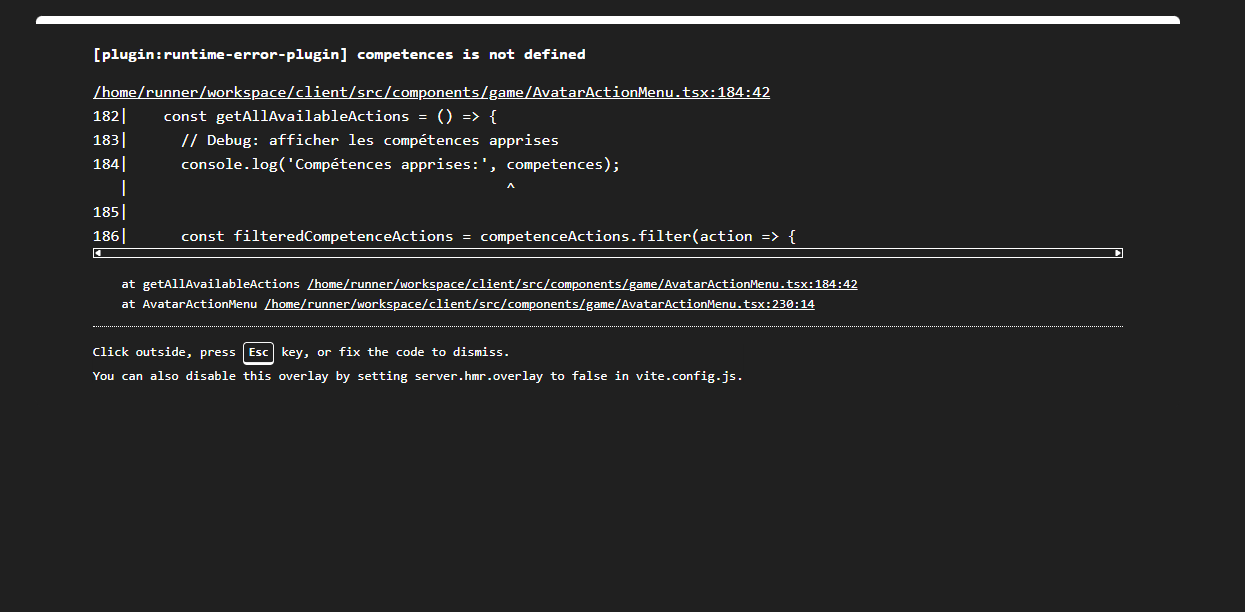 [plugin:runtime-error-plugin] competences is not defined
/home/runner/workspace/client/src/components/game/AvatarActionMenu.tsx:184:42
182|    const getAllAvailableActions = () => {
183|      // Debug: afficher les compétences apprises
184|      console.log('Compétences apprises:', competences);
   |                                           ^
185|
186|      const filteredCompetenceActions = competenceActions.filter(action => {
at getAllAvailableActions /home/runner/workspace/client/src/components/game/AvatarActionMenu.tsx:184:42
at AvatarActionMenu /home/runner/workspace/client/src/components/game/AvatarActionMenu.tsx:230:14
Click outside, press Esc key, or fix the code to dismiss.
You can also disable this overlay by setting server.hmr.overlay to false in vite.config.js.